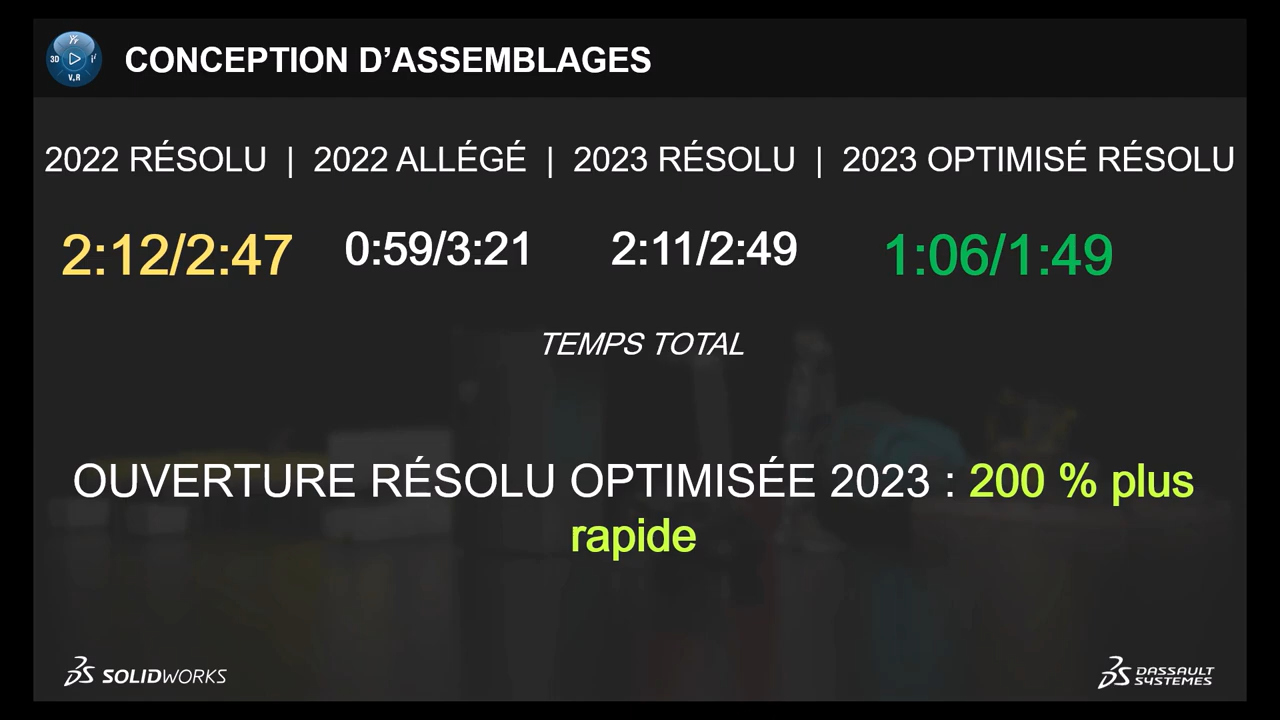 CONCEPTION D’ASSEMBLAGES
2022 RÉSOLU | 2022 ALLÉGÉ | 2023 RÉSOLU | 2023 OPTIMISÉ RÉSOLU
2:12/2:47 0:59/3:21 2:11/2:49 1:06/1:49
TEMPS TOTAL
OUVERTURE RÉSOLU OPTIMISÉE 2023 : 200 % plus
rapide
SOLIDWORKS
DASSAULT
SYSTEMES